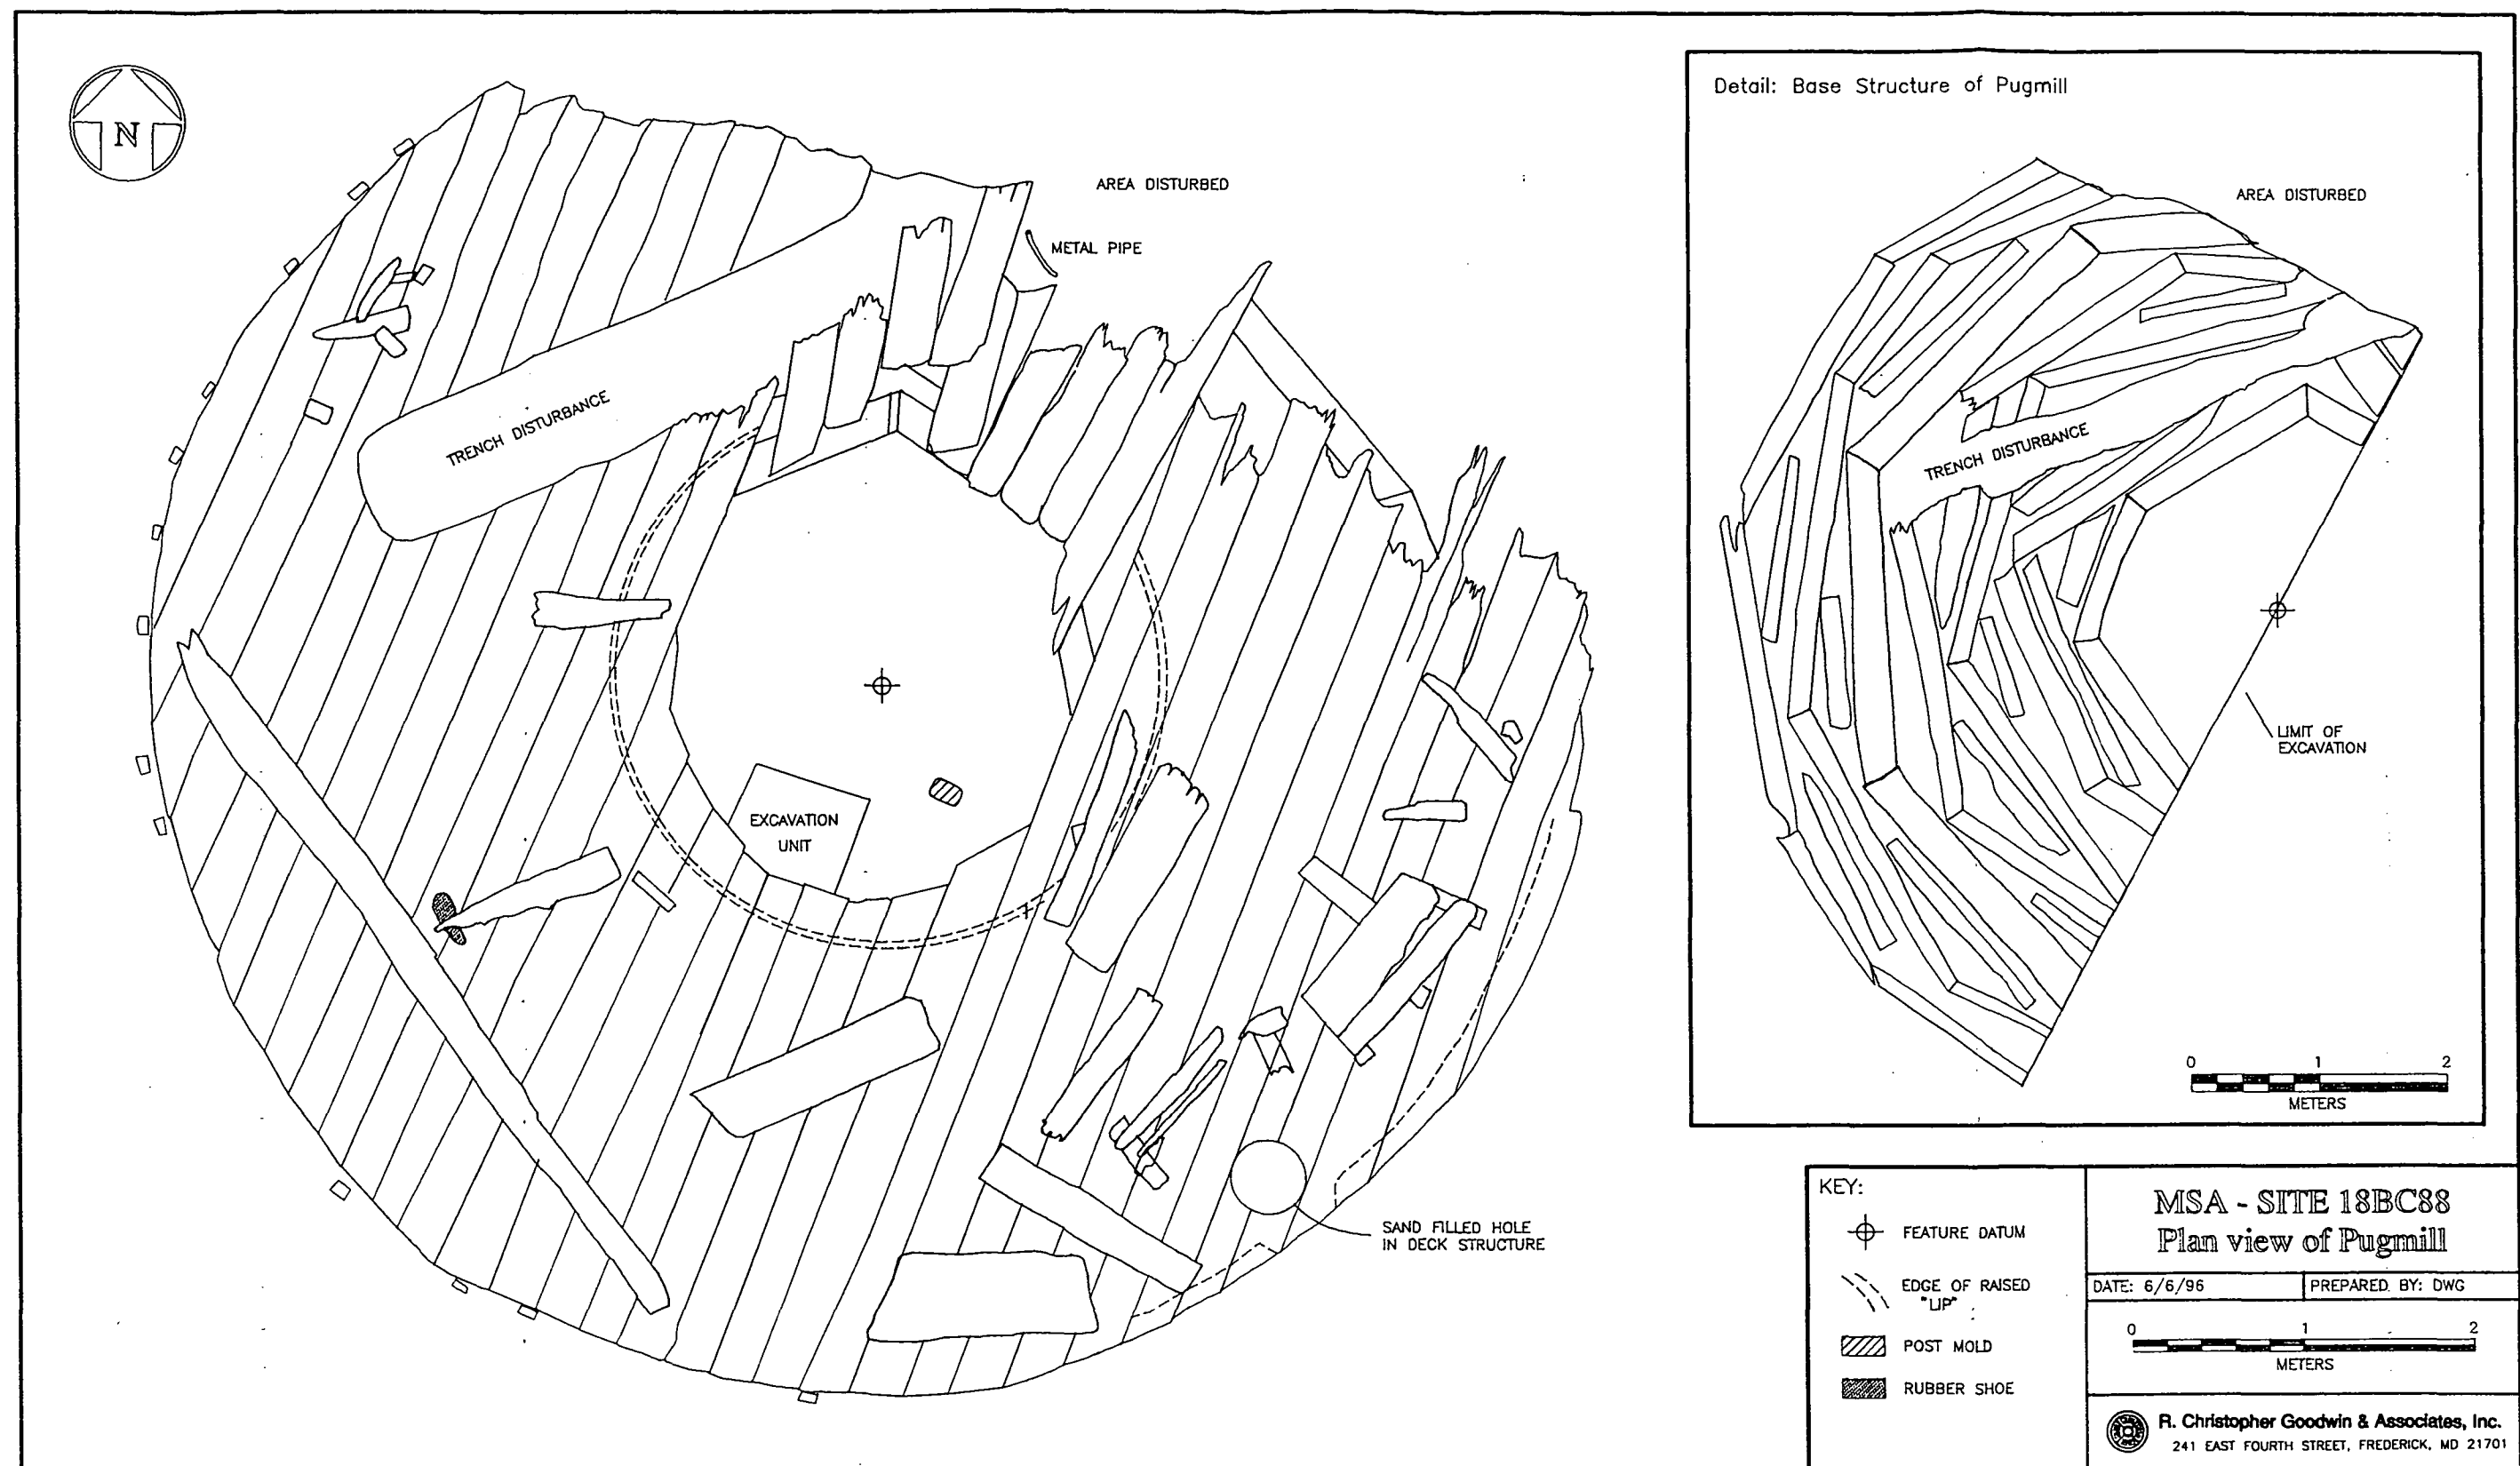 N
AREA DISTURBED
METAL PIPE
TRENCH DISTURBANCE
EXCAVATION
UNIT
SAND FILLED HOLE
IN DECK STRUCTURE
Detail: Base Structure of Pugmill
AREA DISTURBED
TRENCH DISTURBANCE
LIMIT OF
EXCAVATION
0 1 2
METERS
KEY:
FEATURE DATUM
EDGE OF RAISED
"LIP"
POST MOLD
RUBBER SHOE
MSA - SITE 18BC88
Plan view of Pugmill
DATE: 6/6/96
PREPARED BY: DWG
0 1 2
METERS
R. Christopher Goodwin & Associates, Inc.
241 EAST FOURTH STREET, FREDERICK, MD 21701